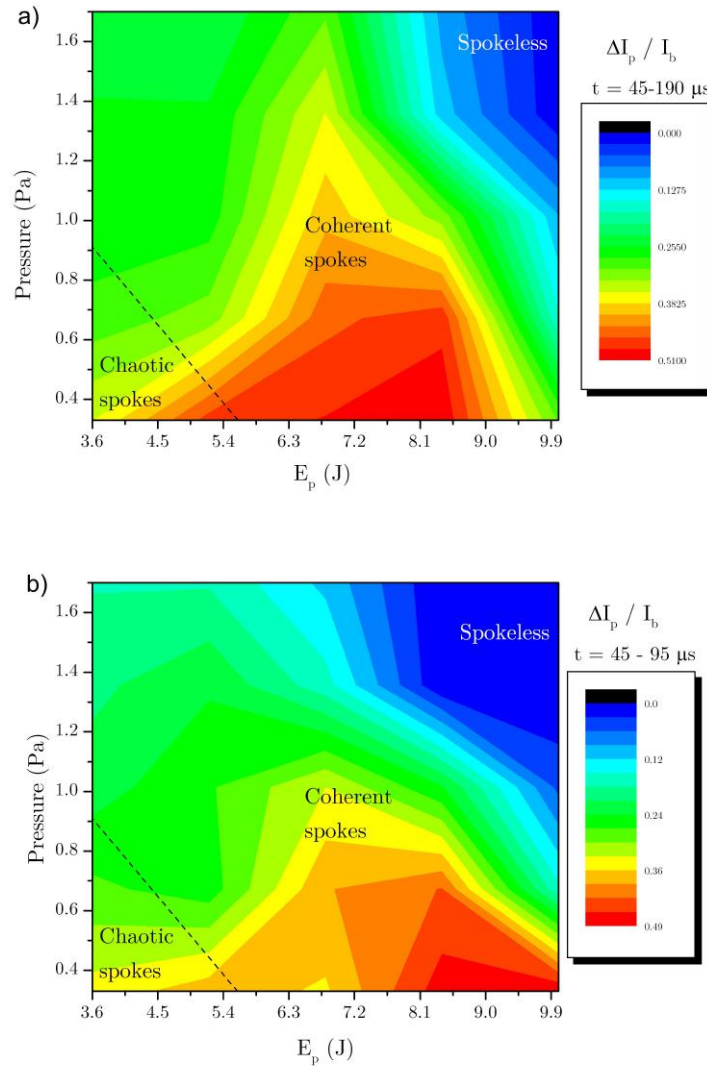 a)
1.6
1.4
1.2
1.0
0.8
0.6
0.4
Pressure (Pa)
Spokeless
Coherent
spokes
Chaotic
spokes
3.6 4.5 5.4 6.3 7.2 8.1 9.0 9.9
E_p (J)
ΔI_p / I_b
t = 45-190 μs
0.000
0.1275
0.2550
0.3825
0.5100
b)
1.6
1.4
1.2
1.0
0.8
0.6
0.4
Pressure (Pa)
Spokeless
Coherent
spokes
Chaotic
spokes
3.6 4.5 5.4 6.3 7.2 8.1 9.0 9.9
E_p (J)
ΔI_p / I_b
t = 45 - 95 μs
0.0
0.12
0.24
0.36
0.49